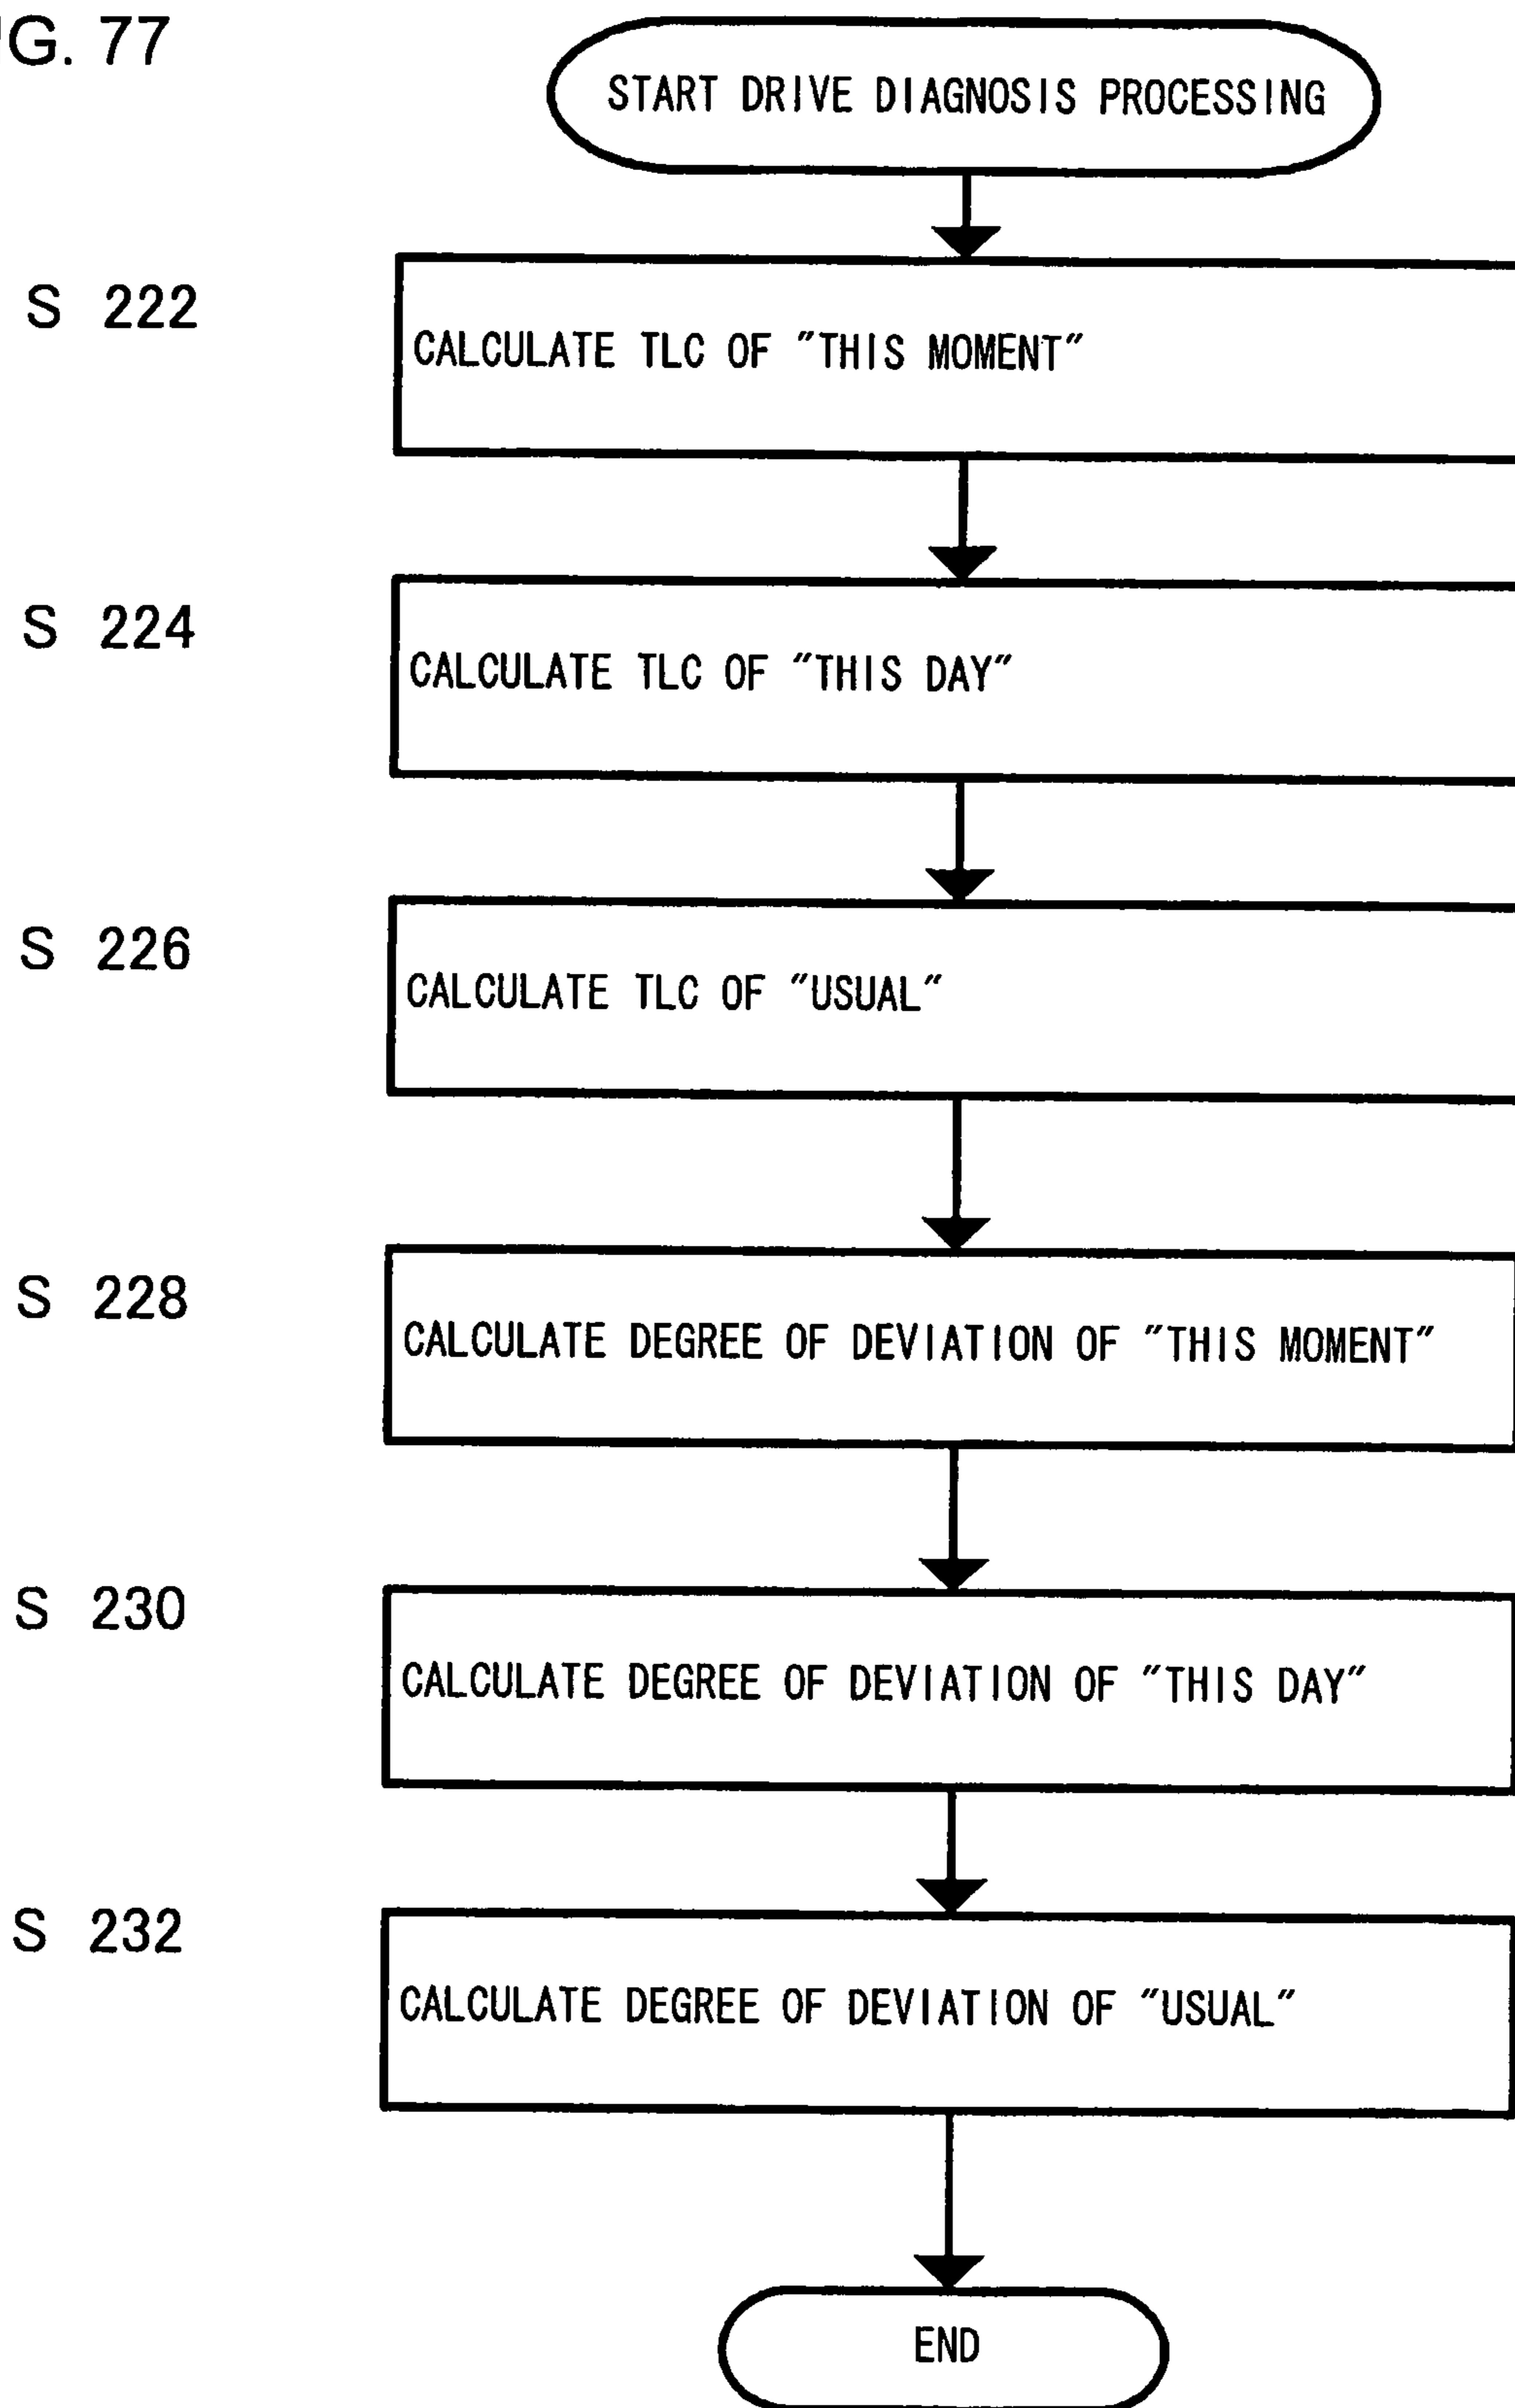 G. 77
START DRIVE DIAGNOSIS PROCESSING
S 222
CALCULATE TLC OF "THIS MOMENT"
S 224
CALCULATE TLC OF "THIS DAY"
S 226
CALCULATE TLC OF "USUAL"
S 228
CALCULATE DEGREE OF DEVIATION OF "THIS MOMENT"
S 230
CALCULATE DEGREE OF DEVIATION OF "THIS DAY"
S 232
CALCULATE DEGREE OF DEVIATION OF "USUAL"
END